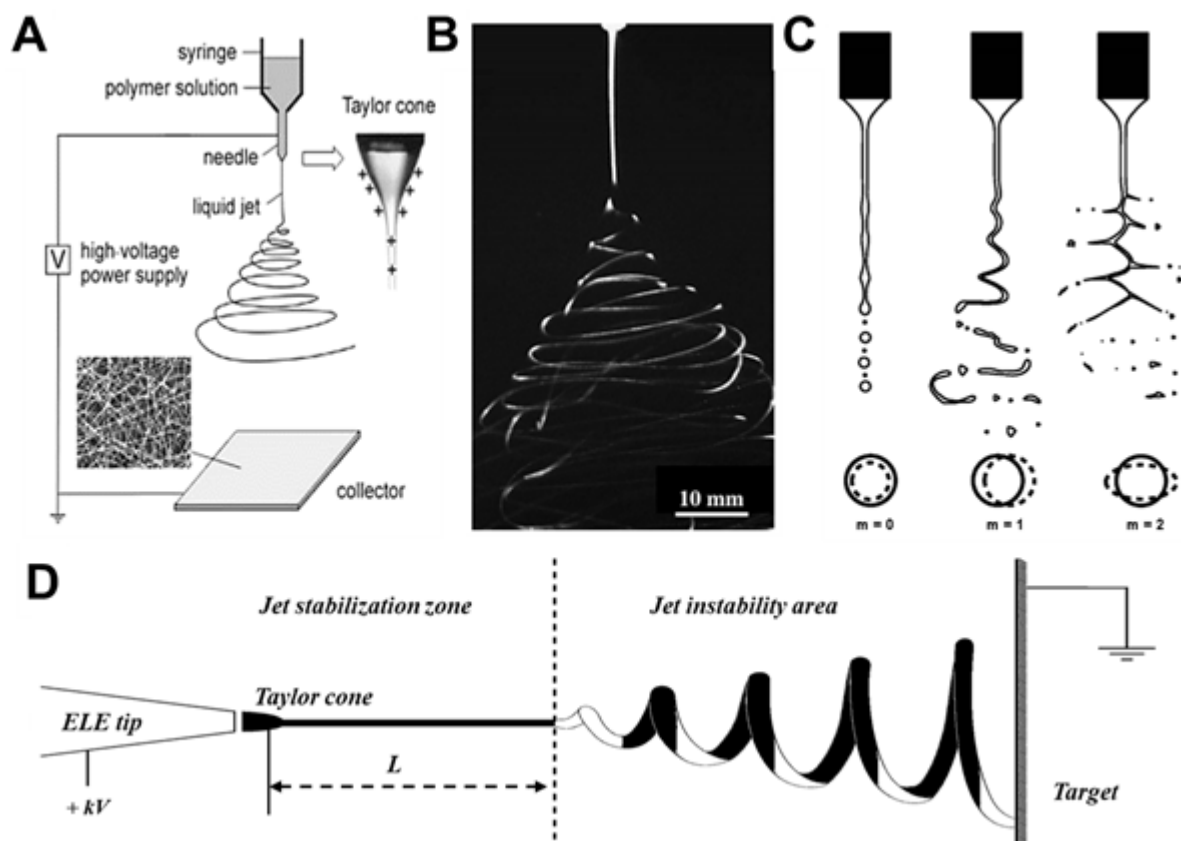 A
syringe
polymer solution
Taylor cone
needle
liquid jet
V
high-voltage
power supply
collector
B
10 mm
C
m = 0
m = 1
m = 2
D
Jet stabilization zone
Jet instability area
Taylor cone
ELE tip
L
+ kV
Target